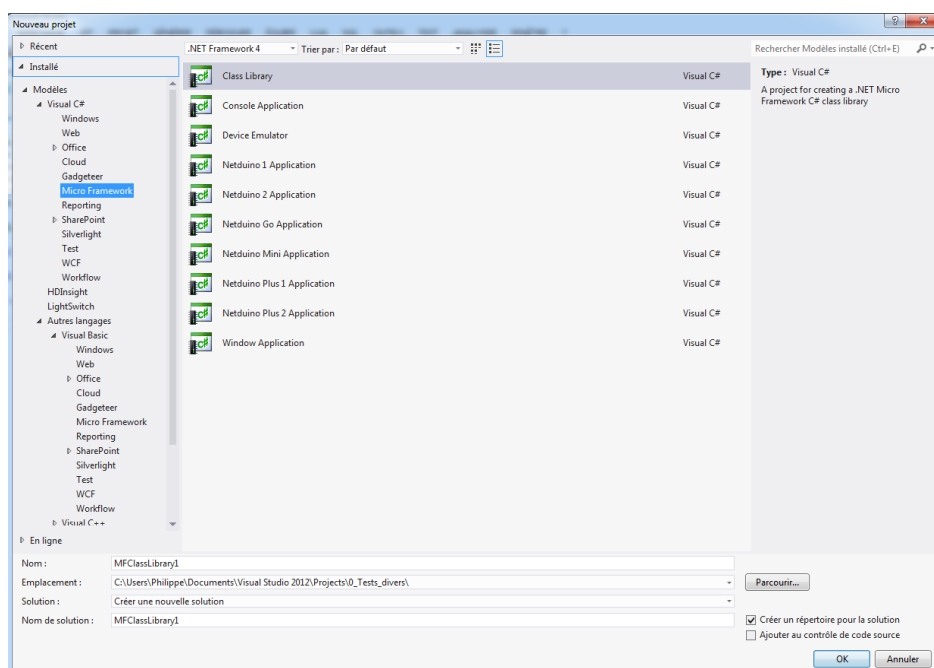 Nouveau projet
Récent
.NET Framework 4 Trier par : Par défaut
Rechercher Modèles installé (Ctrl+E)
Installé
Modèles
Visual C#
Windows
Web
Office
Cloud
Gadgeteer
Micro Framework
Reporting
SharePoint
Silverlight
Test
WCF
Workflow
HDInsight
LightSwitch
Autres langages
Visual Basic
Windows
Web
Office
Cloud
Gadgeteer
Micro Framework
Reporting
SharePoint
Silverlight
Test
WCF
Workflow
Visual C++
En ligne
Class Library Visual C#
Console Application Visual C#
Device Emulator Visual C#
Netduino 1 Application Visual C#
Netduino 2 Application Visual C#
Netduino Go Application Visual C#
Netduino Mini Application Visual C#
Netduino Plus 1 Application Visual C#
Netduino Plus 2 Application Visual C#
Window Application Visual C#
Type : Visual C#
A project for creating a .NET Micro
Framework C# class library
Nom : MFClassLibrary1
Emplacement : C:\Users\Philippe\Documents\Visual Studio 2012\Projects\0_Tests_divers\ Parcourir...
Solution : Créer une nouvelle solution
Nom de solution : MFClassLibrary1
Créer un répertoire pour la solution
Ajouter au contrôle de code source
OK Annuler